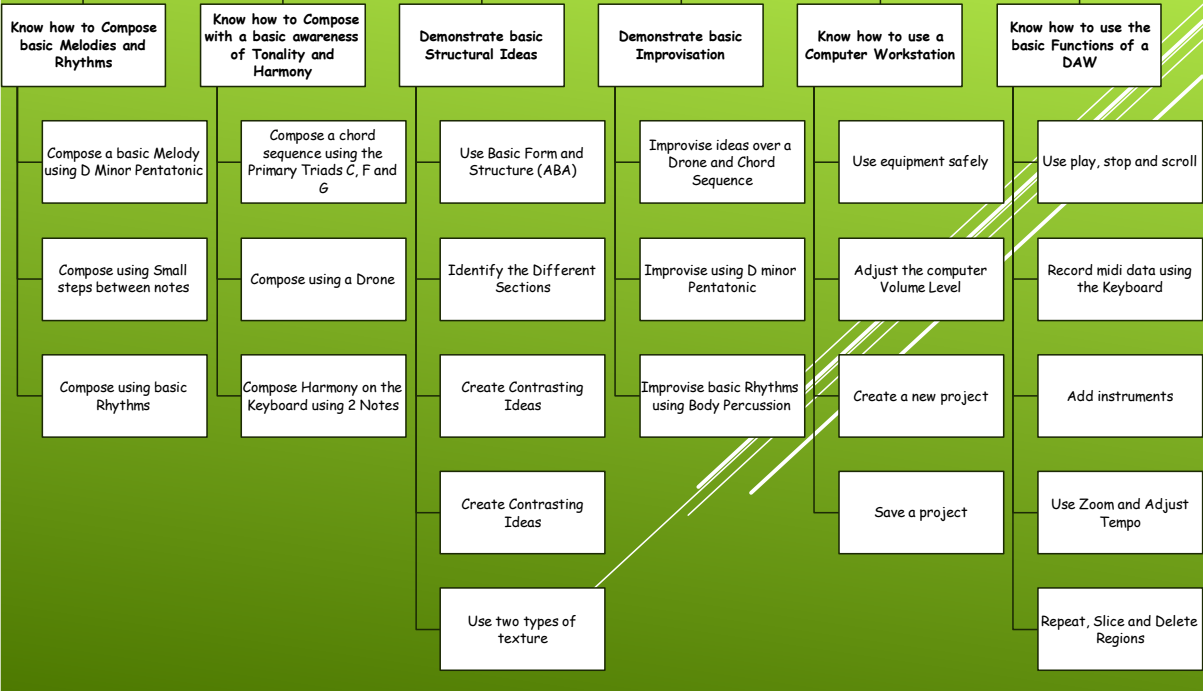 Know how to Compose
basic Melodies and
Rhythms
Compose a basic Melody
using D Minor Pentatonic
Compose using Small
steps between notes
Compose using basic
Rhythms
Know how to Compose
with a basic awareness
of Tonality and
Harmony
Compose a chord
sequence using the
Primary Triads C, F and
G
Compose using a Drone
Compose Harmony on the
Keyboard using 2 Notes
Demonstrate basic
Structural Ideas
Use Basic Form and
Structure (ABA)
Identify the Different
Sections
Create Contrasting
Ideas
Create Contrasting
Ideas
Use two types of
texture
Demonstrate basic
Improvisation
Improvise ideas over a
Drone and Chord
Sequence
Improvise using D minor
Pentatonic
Improvise basic Rhythms
using Body Percussion
Know how to use a
Computer Workstation
Use equipment safely
Adjust the computer
Volume Level
Create a new project
Save a project
Know how to use the
basic Functions of a
DAW
Use play, stop and scroll
Record midi data using
the Keyboard
Add instruments
Use Zoom and Adjust
Tempo
Repeat, Slice and Delete
Regions